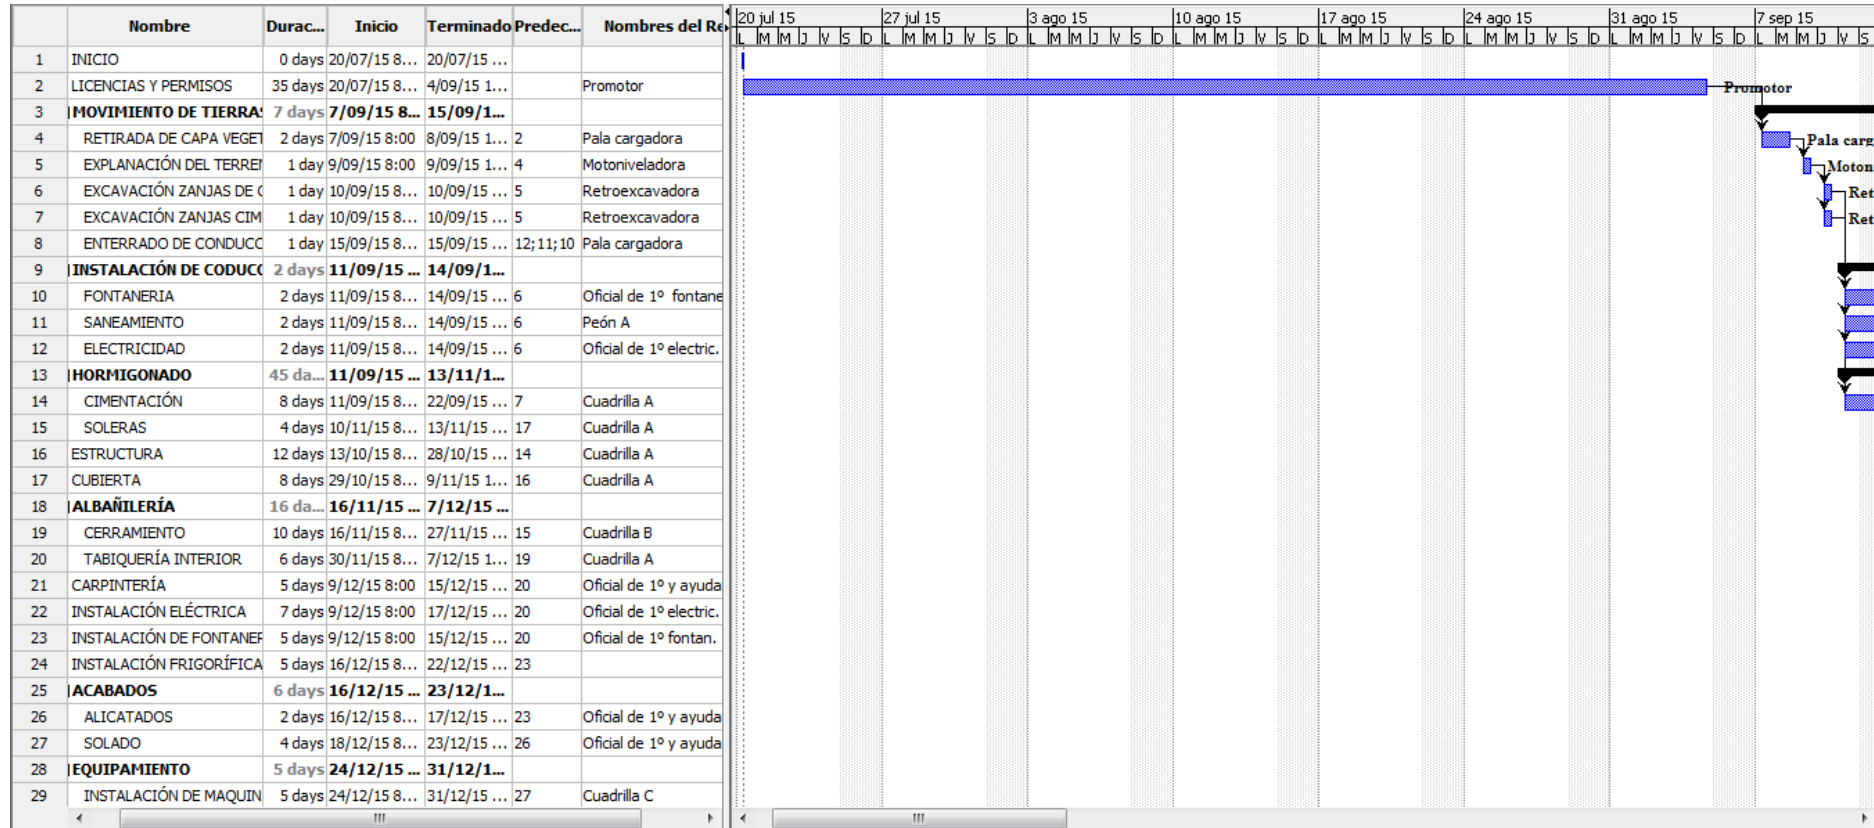 Nombre Durac... Inicio Terminado Predec... Nombres del Re
20 jul 15 27 jul 15 3 ago 15 10 ago 15 17 ago 15 24 ago 15 31 ago 15 7 sep 15
L M M J V S D L M M J V S D L M M J V S D L M M J V S D L M M J V S D L M M J V S D L M M J V S D L M M J V S
1 INICIO 0 days 20/07/15 8... 20/07/15 ...
2 LICENCIAS Y PERMISOS 35 days 20/07/15 8... 4/09/15 1... Promotor
Promotor
3 MOVIMIENTO DE TIERRAS 7 days 7/09/15 8... 15/09/1...
4 RETIRADA DE CAPA VEGET 2 days 7/09/15 8:00 8/09/15 1... 2 Pala cargadora
Pala carg
5 EXPLANACIÓN DEL TERREN 1 day 9/09/15 8:00 9/09/15 1... 4 Motoniveladora
Moton
6 EXCAVACIÓN ZANJAS DE C 1 day 10/09/15 8... 10/09/15 ... 5 Retroexcavadora
Ret
7 EXCAVACIÓN ZANJAS CIM 1 day 10/09/15 8... 10/09/15 ... 5 Retroexcavadora
Ret
8 ENTERRADO DE CONDUCC 1 day 15/09/15 8... 15/09/15 ... 12;11;10 Pala cargadora
9 INSTALACIÓN DE CODUCC 2 days 11/09/15 ... 14/09/1...
10 FONTANERIA 2 days 11/09/15 8... 14/09/15 ... 6 Oficial de 1º fontane
11 SANEAMIENTO 2 days 11/09/15 8... 14/09/15 ... 6 Peón A
12 ELECTRICIDAD 2 days 11/09/15 8... 14/09/15 ... 6 Oficial de 1º electric.
13 HORMIGONADO 45 da... 11/09/15 ... 13/11/1...
14 CIMENTACIÓN 8 days 11/09/15 8... 22/09/15 ... 7 Cuadrilla A
15 SOLERAS 4 days 10/11/15 8... 13/11/15 ... 17 Cuadrilla A
16 ESTRUCTURA 12 days 13/10/15 8... 28/10/15 ... 14 Cuadrilla A
17 CUBIERTA 8 days 29/10/15 8... 9/11/15 1... 16 Cuadrilla A
18 ALBAÑILERÍA 16 da... 16/11/15 ... 7/12/15 ...
19 CERRAMIENTO 10 days 16/11/15 8... 27/11/15 ... 15 Cuadrilla B
20 TABIQUERÍA INTERIOR 6 days 30/11/15 8... 7/12/15 1... 19 Cuadrilla A
21 CARPINTERÍA 5 days 9/12/15 8:00 15/12/15 ... 20 Oficial de 1º y ayuda
22 INSTALACIÓN ELÉCTRICA 7 days 9/12/15 8:00 17/12/15 ... 20 Oficial de 1º electric.
23 INSTALACIÓN DE FONTANER 5 days 9/12/15 8:00 15/12/15 ... 20 Oficial de 1º fontan.
24 INSTALACIÓN FRIGORÍFICA 5 days 16/12/15 8... 22/12/15 ... 23
25 ACABADOS 6 days 16/12/15 ... 23/12/1...
26 ALICATADOS 2 days 16/12/15 8... 17/12/15 ... 23 Oficial de 1º y ayuda
27 SOLADO 4 days 18/12/15 8... 23/12/15 ... 26 Oficial de 1º y ayuda
28 EQUIPAMIENTO 5 days 24/12/15 ... 31/12/1...
29 INSTALACIÓN DE MAQUIN 5 days 24/12/15 8... 31/12/15 ... 27 Cuadrilla C